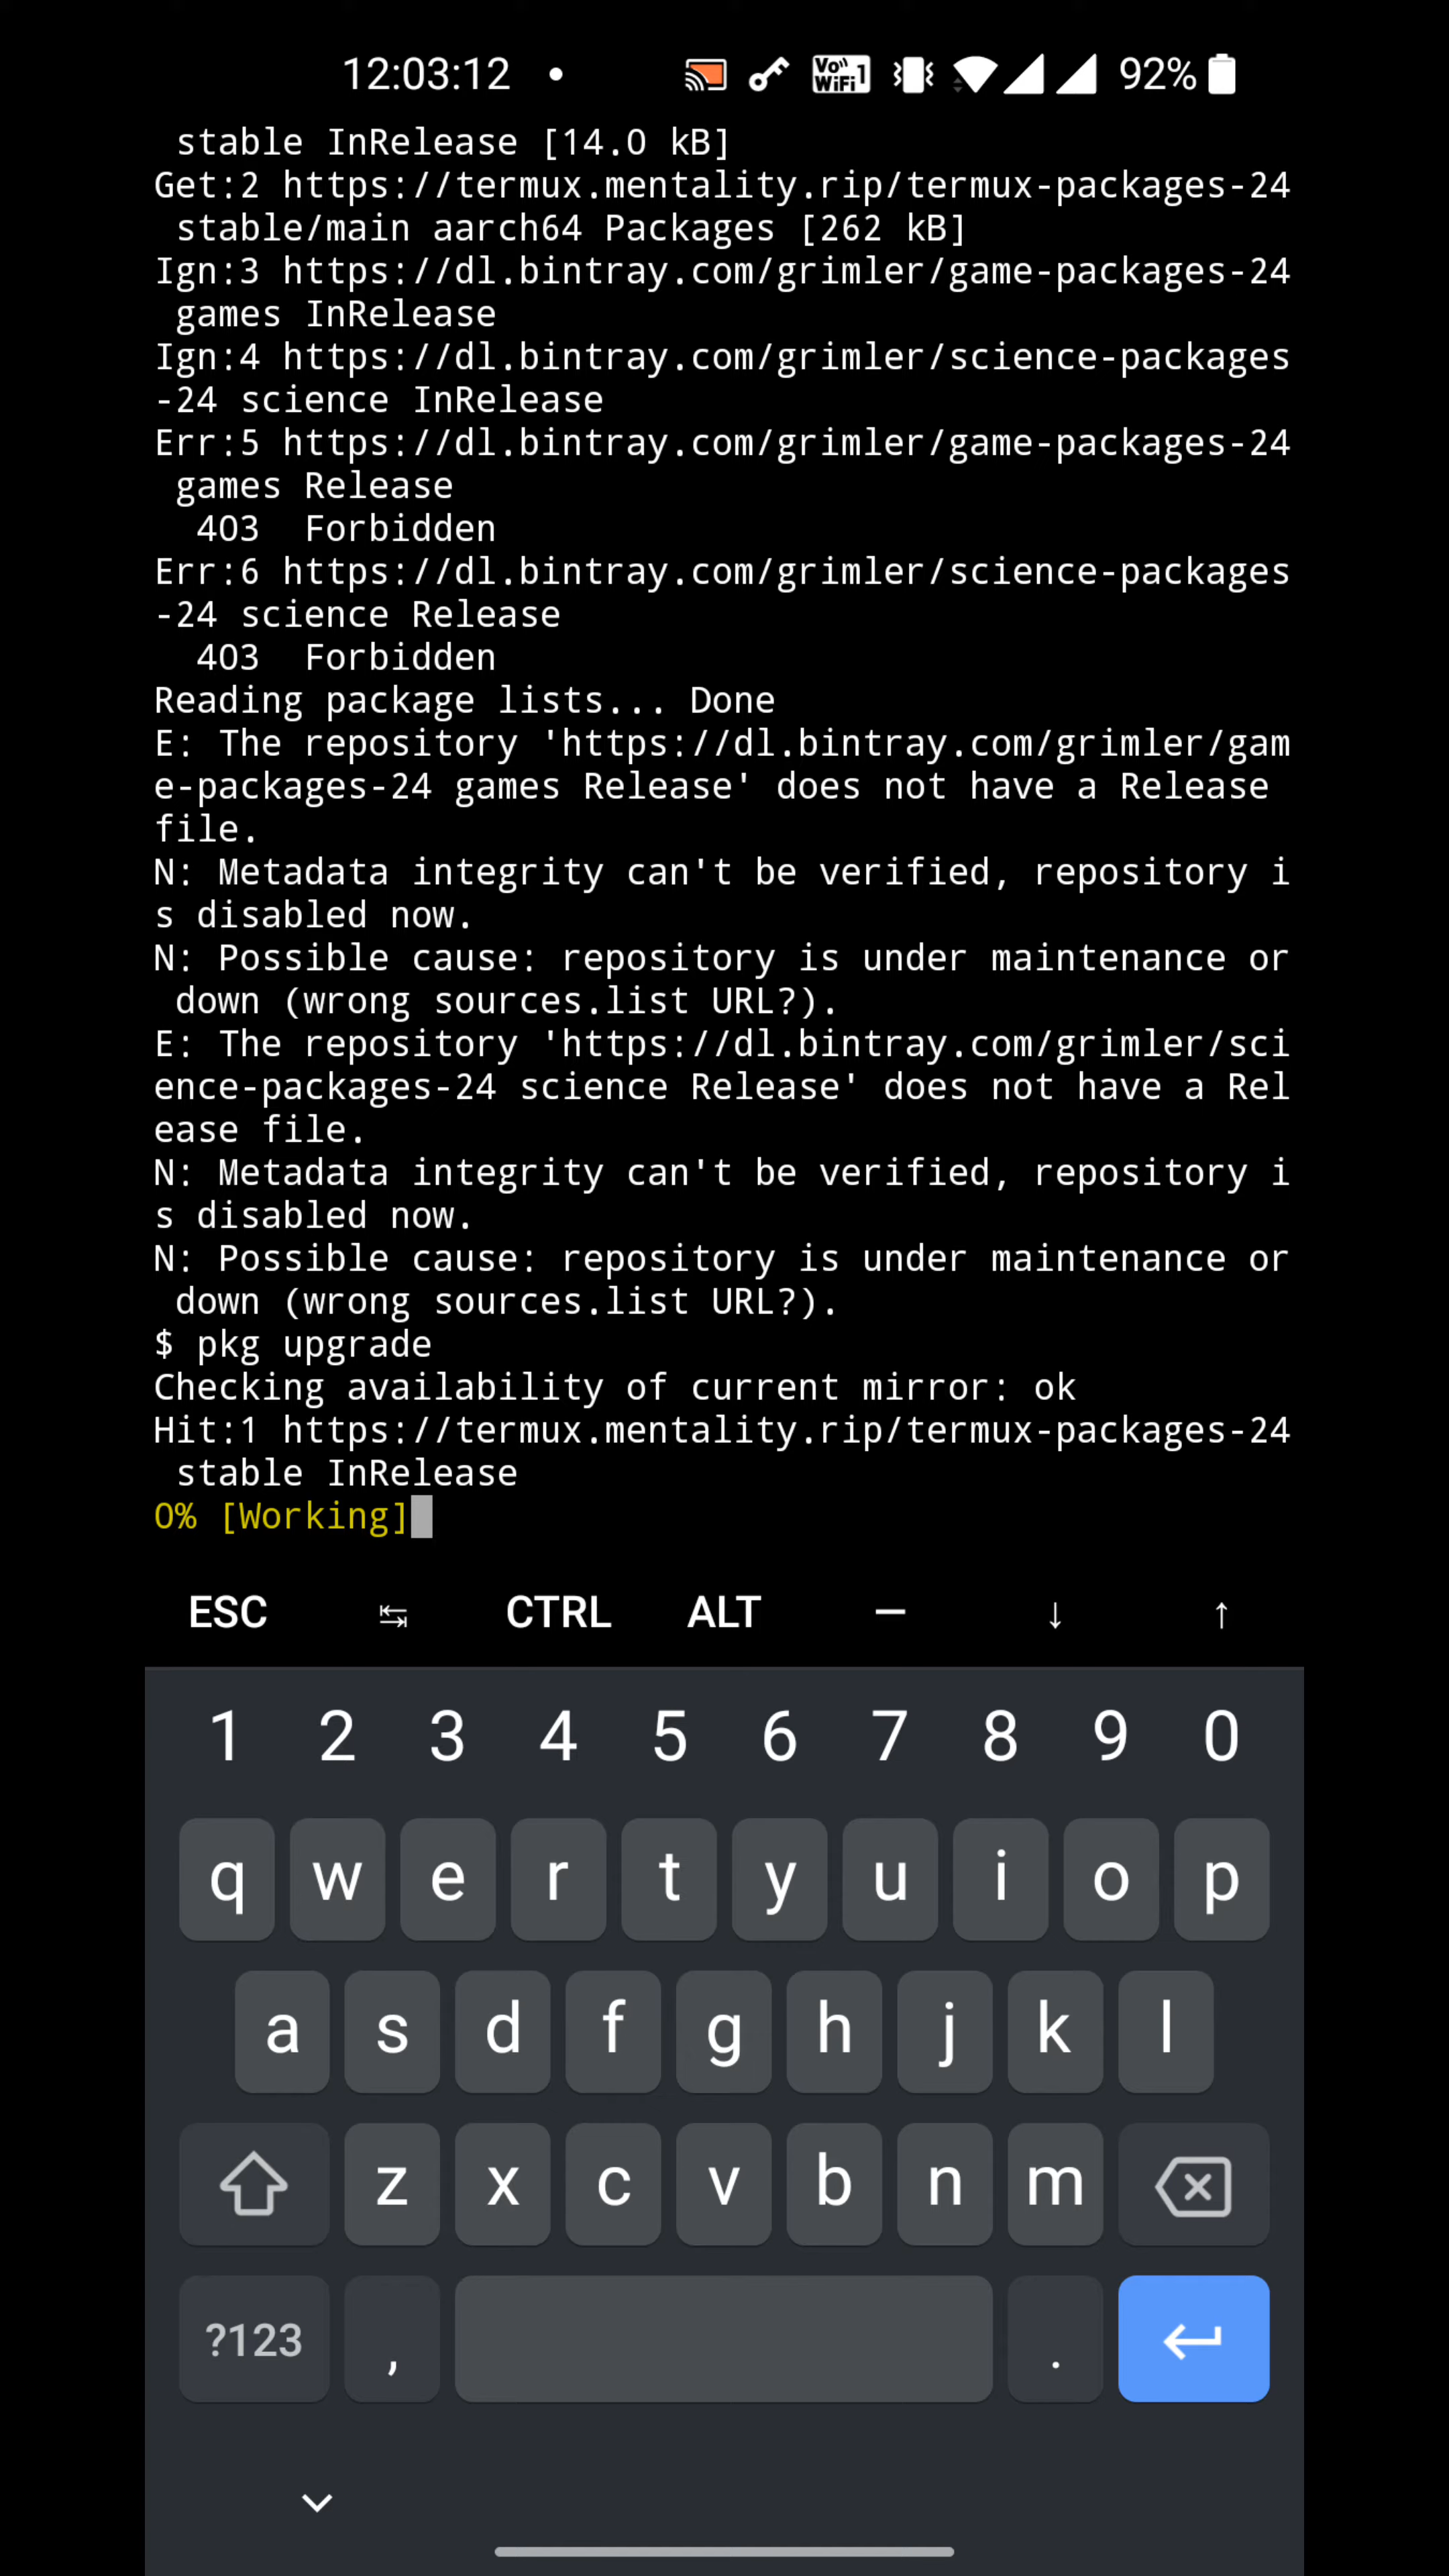 12:03:12 • Vo)) WiFi 1 92%
stable InRelease [14.0 kB]
Get:2 https://termux.mentality.rip/termux-packages-24
stable/main aarch64 Packages [262 kB]
Ign:3 https://dl.bintray.com/grimler/game-packages-24
games InRelease
Ign:4 https://dl.bintray.com/grimler/science-packages
-24 science InRelease
Err:5 https://dl.bintray.com/grimler/game-packages-24
games Release
403  Forbidden
Err:6 https://dl.bintray.com/grimler/science-packages
-24 science Release
403  Forbidden
Reading package lists... Done
E: The repository 'https://dl.bintray.com/grimler/gam
e-packages-24 games Release' does not have a Release
file.
N: Metadata integrity can't be verified, repository i
s disabled now.
N: Possible cause: repository is under maintenance or
down (wrong sources.list URL?).
E: The repository 'https://dl.bintray.com/grimler/sci
ence-packages-24 science Release' does not have a Rel
ease file.
N: Metadata integrity can't be verified, repository i
s disabled now.
N: Possible cause: repository is under maintenance or
down (wrong sources.list URL?).
$ pkg upgrade
Checking availability of current mirror: ok
Hit:1 https://termux.mentality.rip/termux-packages-24
stable InRelease
0% [Working]
ESC ↹ CTRL ALT — ↓ ↑
1 2 3 4 5 6 7 8 9 0
q w e r t y u i o p
a s d f g h j k l
z x c v b n m
?123 , .